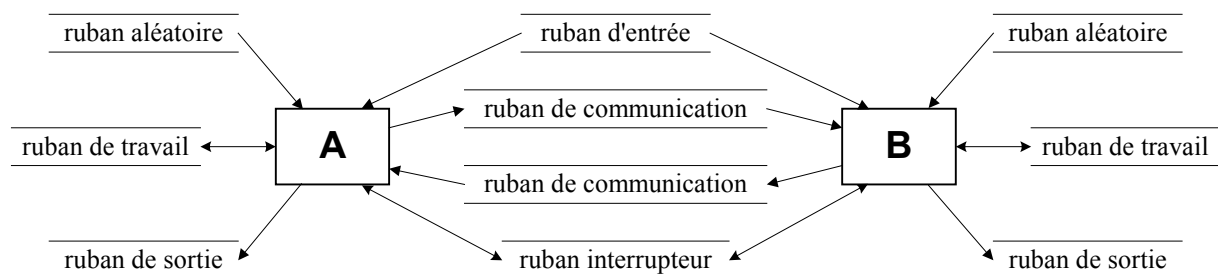 ruban aléatoire
ruban d'entrée
ruban aléatoire
ruban de communication
A
B
ruban de travail
ruban de travail
ruban de communication
ruban de sortie
ruban interrupteur
ruban de sortie